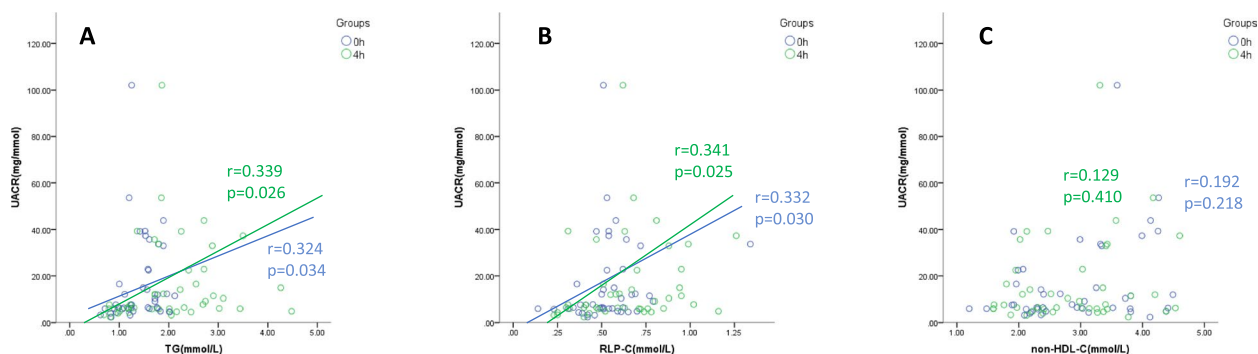 A
Groups
0h
4h
120.00
100.00
80.00
60.00
40.00
20.00
.00
UACR(mg/mmol)
r=0.339
p=0.026
r=0.324
p=0.034
.00 1.00 2.00 3.00 4.00 5.00
TG(mmol/L)
B
Groups
0h
4h
120.00
100.00
80.00
60.00
40.00
20.00
.00
UACR(mg/mmol)
r=0.341
p=0.025
r=0.332
p=0.030
.00 .25 .50 .75 1.00 1.25
RLP-C(mmol/L)
C
Groups
0h
4h
120.00
100.00
80.00
60.00
40.00
20.00
.00
UACR(mg/mmol)
r=0.129
p=0.410
r=0.192
p=0.218
1.00 2.00 3.00 4.00 5.00
non-HDL-C(mmol/L)